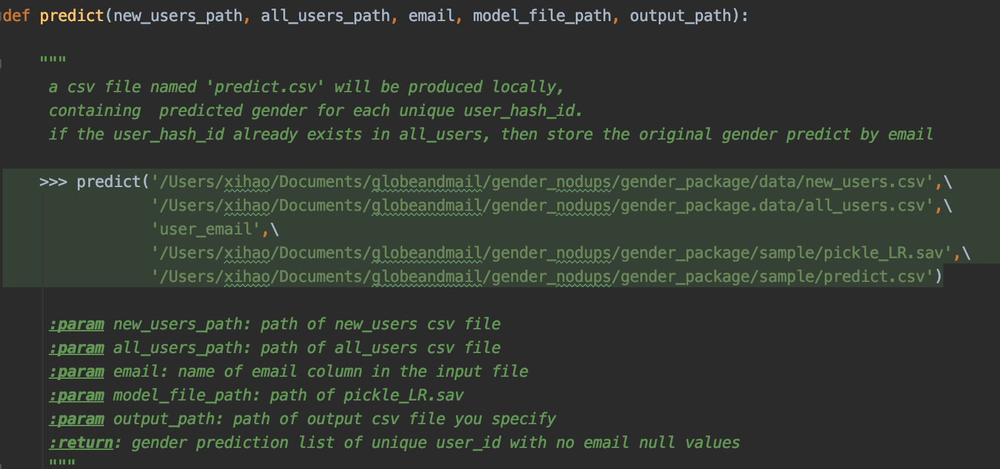 def predict(new_users_path, all_users_path, email, model_file_path, output_path):
"""
a csv file named 'predict.csv' will be produced locally,
containing  predicted gender for each unique user_hash_id.
if the user_hash_id already exists in all_users, then store the original gender predict by email
>>> predict('/Users/xihao/Documents/globeandmail/gender_nodups/gender_package/data/new_users.csv',\
'/Users/xihao/Documents/globeandmail/gender_nodups/gender_package.data/all_users.csv',\
'user_email',\
'/Users/xihao/Documents/globeandmail/gender_nodups/gender_package/sample/pickle_LR.sav',\
'/Users/xihao/Documents/globeandmail/gender_nodups/gender_package/sample/predict.csv')
:param new_users_path: path of new_users csv file
:param all_users_path: path of all_users csv file
:param email: name of email column in the input file
:param model_file_path: path of pickle_LR.sav
:param output_path: path of output csv file you specify
:return: gender prediction list of unique user_id with no email null values
"""